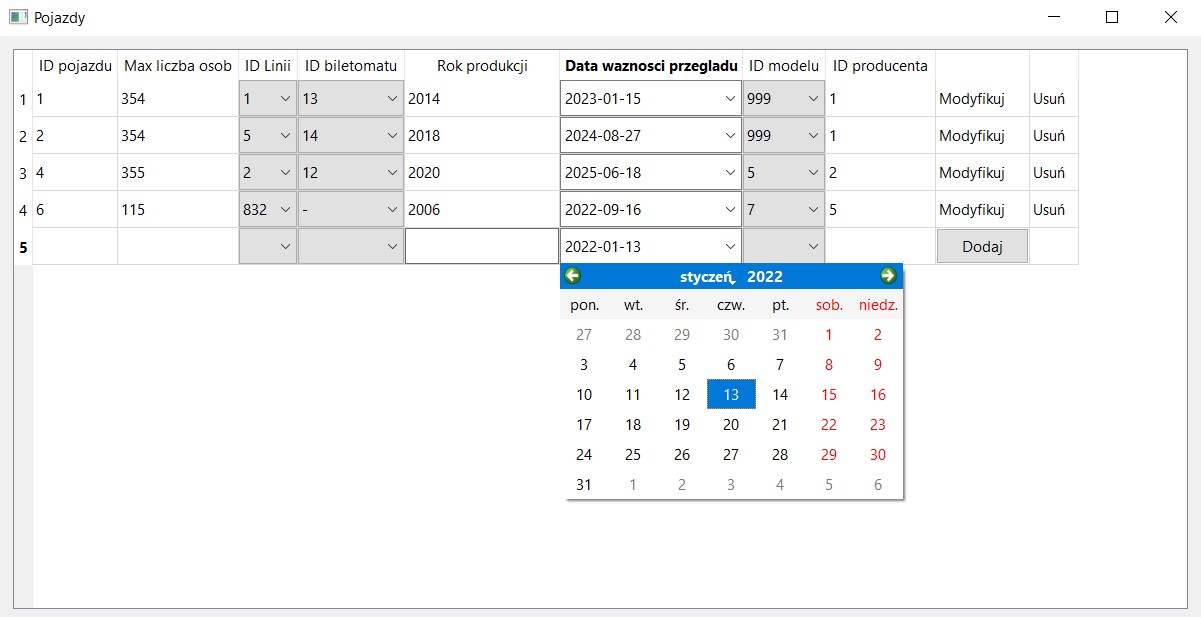 Pojazdy
ID pojazdu Max liczba osob ID Linii ID biletomatu Rok produkcji Data waznosci przegladu ID modelu ID producenta
1 1 354 1 13 2014 2023-01-15 999 1 Modyfikuj Usuń
2 2 354 5 14 2018 2024-08-27 999 1 Modyfikuj Usuń
3 4 355 2 12 2020 2025-06-18 5 2 Modyfikuj Usuń
4 6 115 832 - 2006 2022-09-16 7 5 Modyfikuj Usuń
5 2022-01-13 Dodaj
styczeń, 2022
pon. wt. śr. czw. pt. sob. niedz.
27 28 29 30 31 1 2
3 4 5 6 7 8 9
10 11 12 13 14 15 16
17 18 19 20 21 22 23
24 25 26 27 28 29 30
31 1 2 3 4 5 6